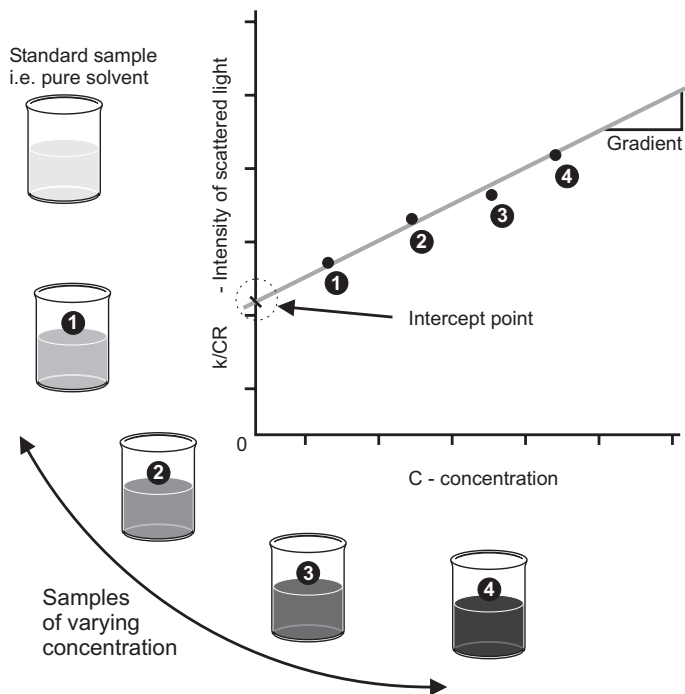 Standard sample
i.e. pure solvent
k/CR - Intensity of scattered light
Gradient
4
3
2
1
Intercept point
0
C - concentration
1
2
3
4
Samples
of varying
concentration